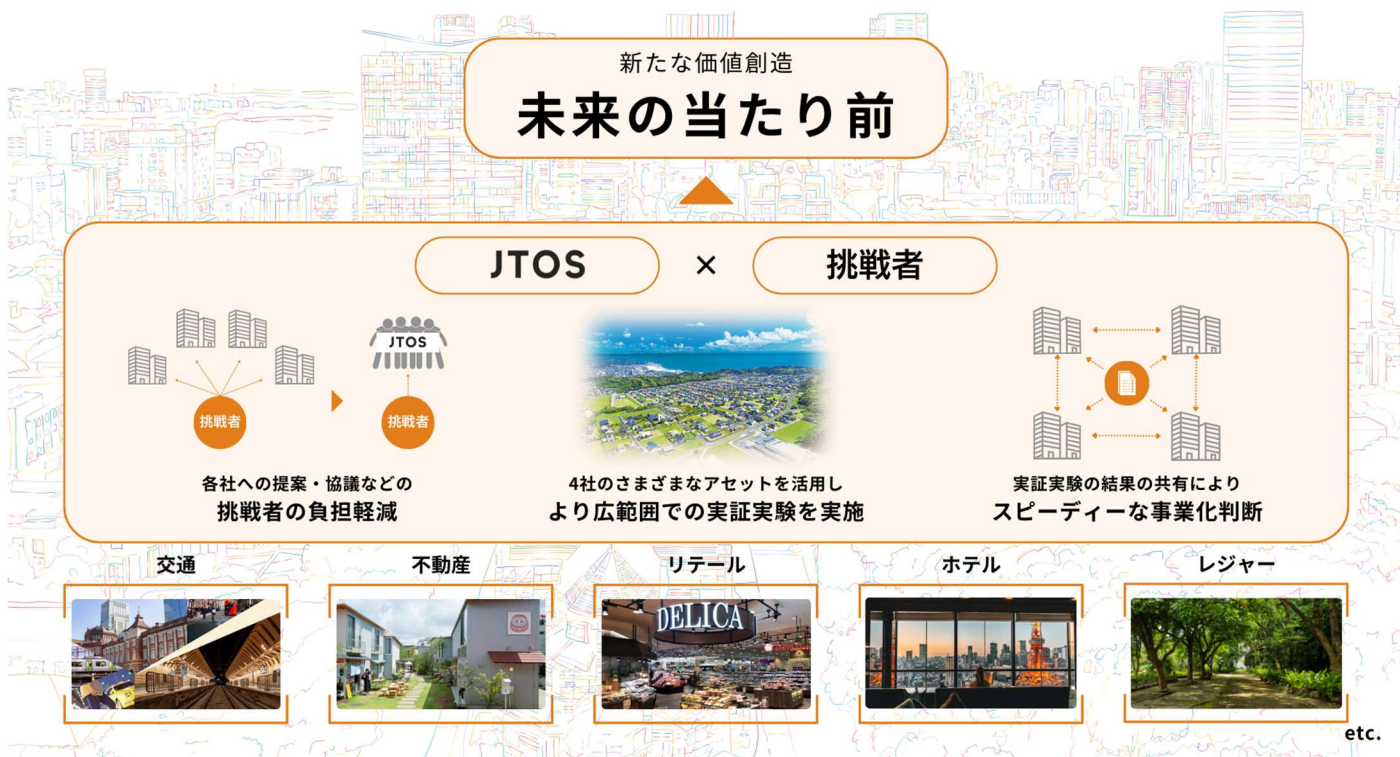 新たな価値創造
未来の当たり前
JTOS
×
挑戦者
JTOS
挑戦者
挑戦者
各社への提案・協議などの
挑戦者の負担軽減
4社のさまざまなアセットを活用し
より広範囲での実証実験を実施
実証実験の結果の共有により
スピーディーな事業化判断
交通
不動産
リテール
ホテル
レジャー
DELICA
etc.